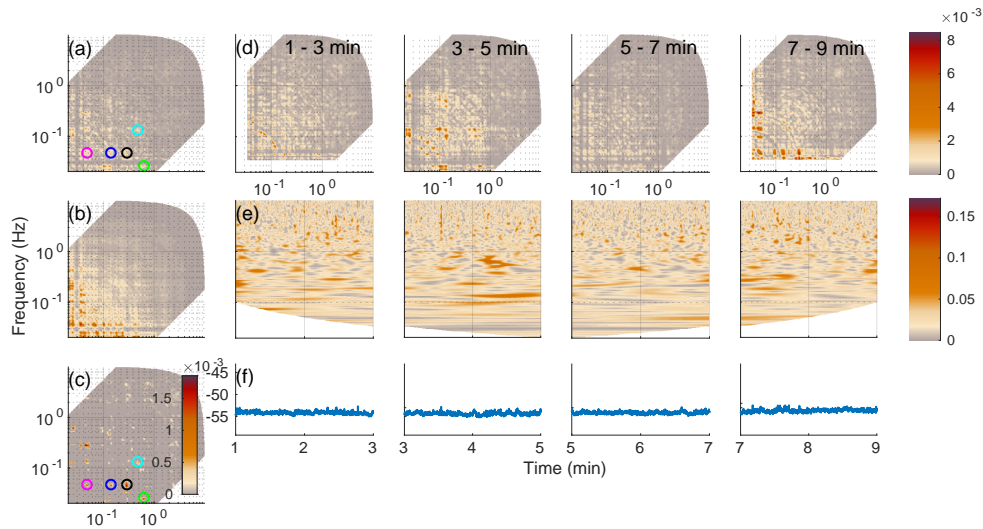 ×10⁻³
(a)
(d)
1 - 3 min
3 - 5 min
5 - 7 min
7 - 9 min
8
6
4
2
0
10⁰
10⁻¹
10⁻¹ 10⁰
10⁻¹ 10⁰
10⁻¹ 10⁰
10⁻¹ 10⁰
(b)
(e)
0.15
0.1
0.05
0
10⁰
10⁻¹
Frequency (Hz)
(c)
×10⁻³
1.5
1
0.5
0
10⁰
10⁻¹
10⁻¹ 10⁰
(f)
-45
-50
-55
1 2 3
3 4 5
5 6 7
7 8 9
Time (min)